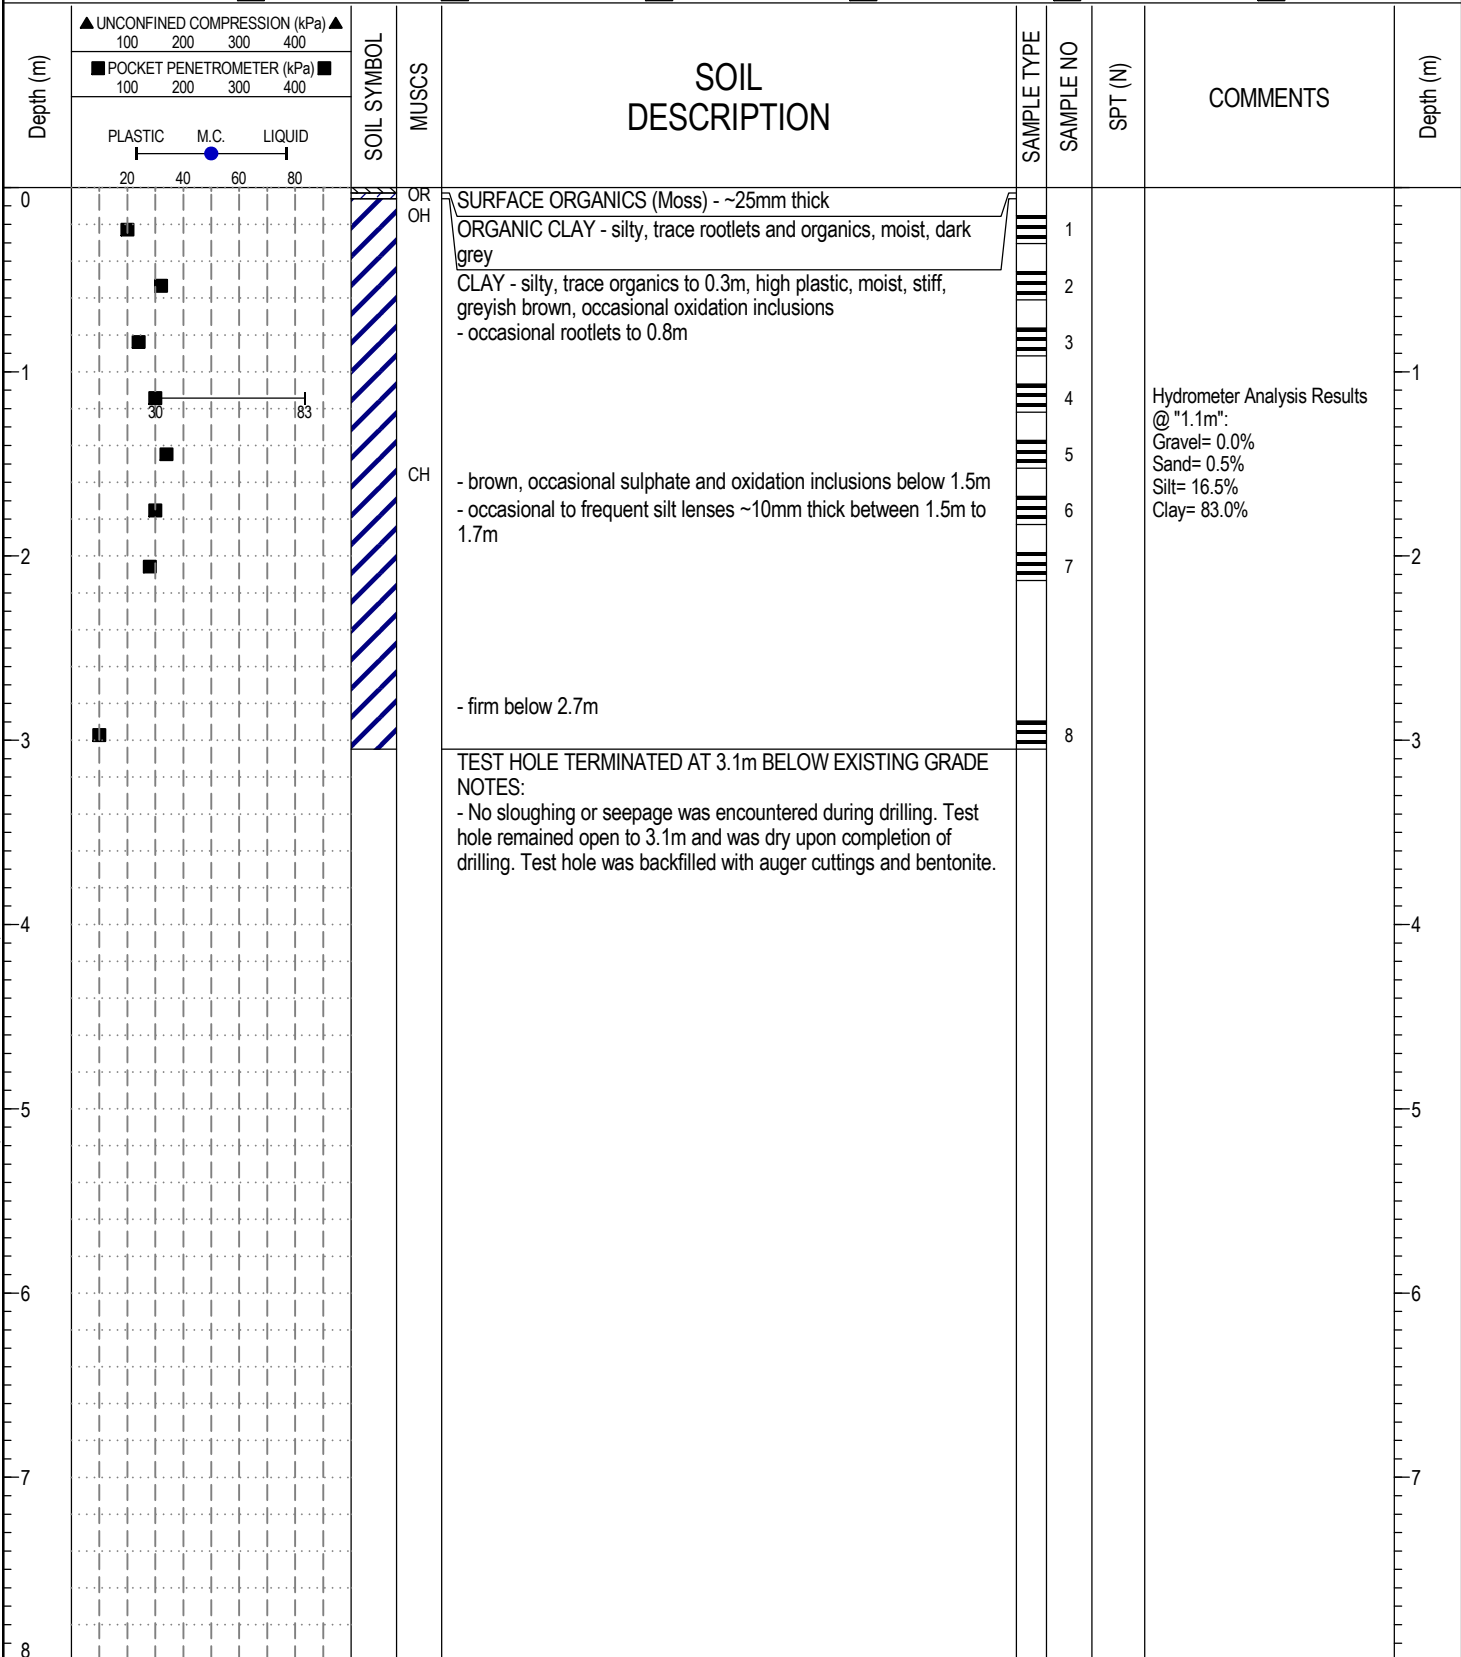 ▲ UNCONFINED COMPRESSION (kPa) ▲
100 200 300 400
■ POCKET PENETROMETER (kPa) ■
100 200 300 400
PLASTIC M.C. LIQUID
20 40 60 80
Depth (m)
SOIL SYMBOL
MUSCS
SOIL
DESCRIPTION
SAMPLE TYPE
SAMPLE NO
SPT (N)
COMMENTS
Depth (m)
0
OR
SURFACE ORGANICS (Moss) - ~25mm thick
OH
ORGANIC CLAY - silty, trace rootlets and organics, moist, dark
grey
1
CLAY - silty, trace organics to 0.3m, high plastic, moist, stiff,
greyish brown, occasional oxidation inclusions
2
- occasional rootlets to 0.8m
3
1
1
30 83
4
Hydrometer Analysis Results
@ "1.1m":
Gravel= 0.0%
Sand= 0.5%
Silt= 16.5%
Clay= 83.0%
5
CH
- brown, occasional sulphate and oxidation inclusions below 1.5m
- occasional to frequent silt lenses ~10mm thick between 1.5m to
1.7m
6
2
7
2
- firm below 2.7m
3
8
3
TEST HOLE TERMINATED AT 3.1m BELOW EXISTING GRADE
NOTES:
- No sloughing or seepage was encountered during drilling. Test
hole remained open to 3.1m and was dry upon completion of
drilling. Test hole was backfilled with auger cuttings and bentonite.
4
4
5
5
6
6
7
7
8